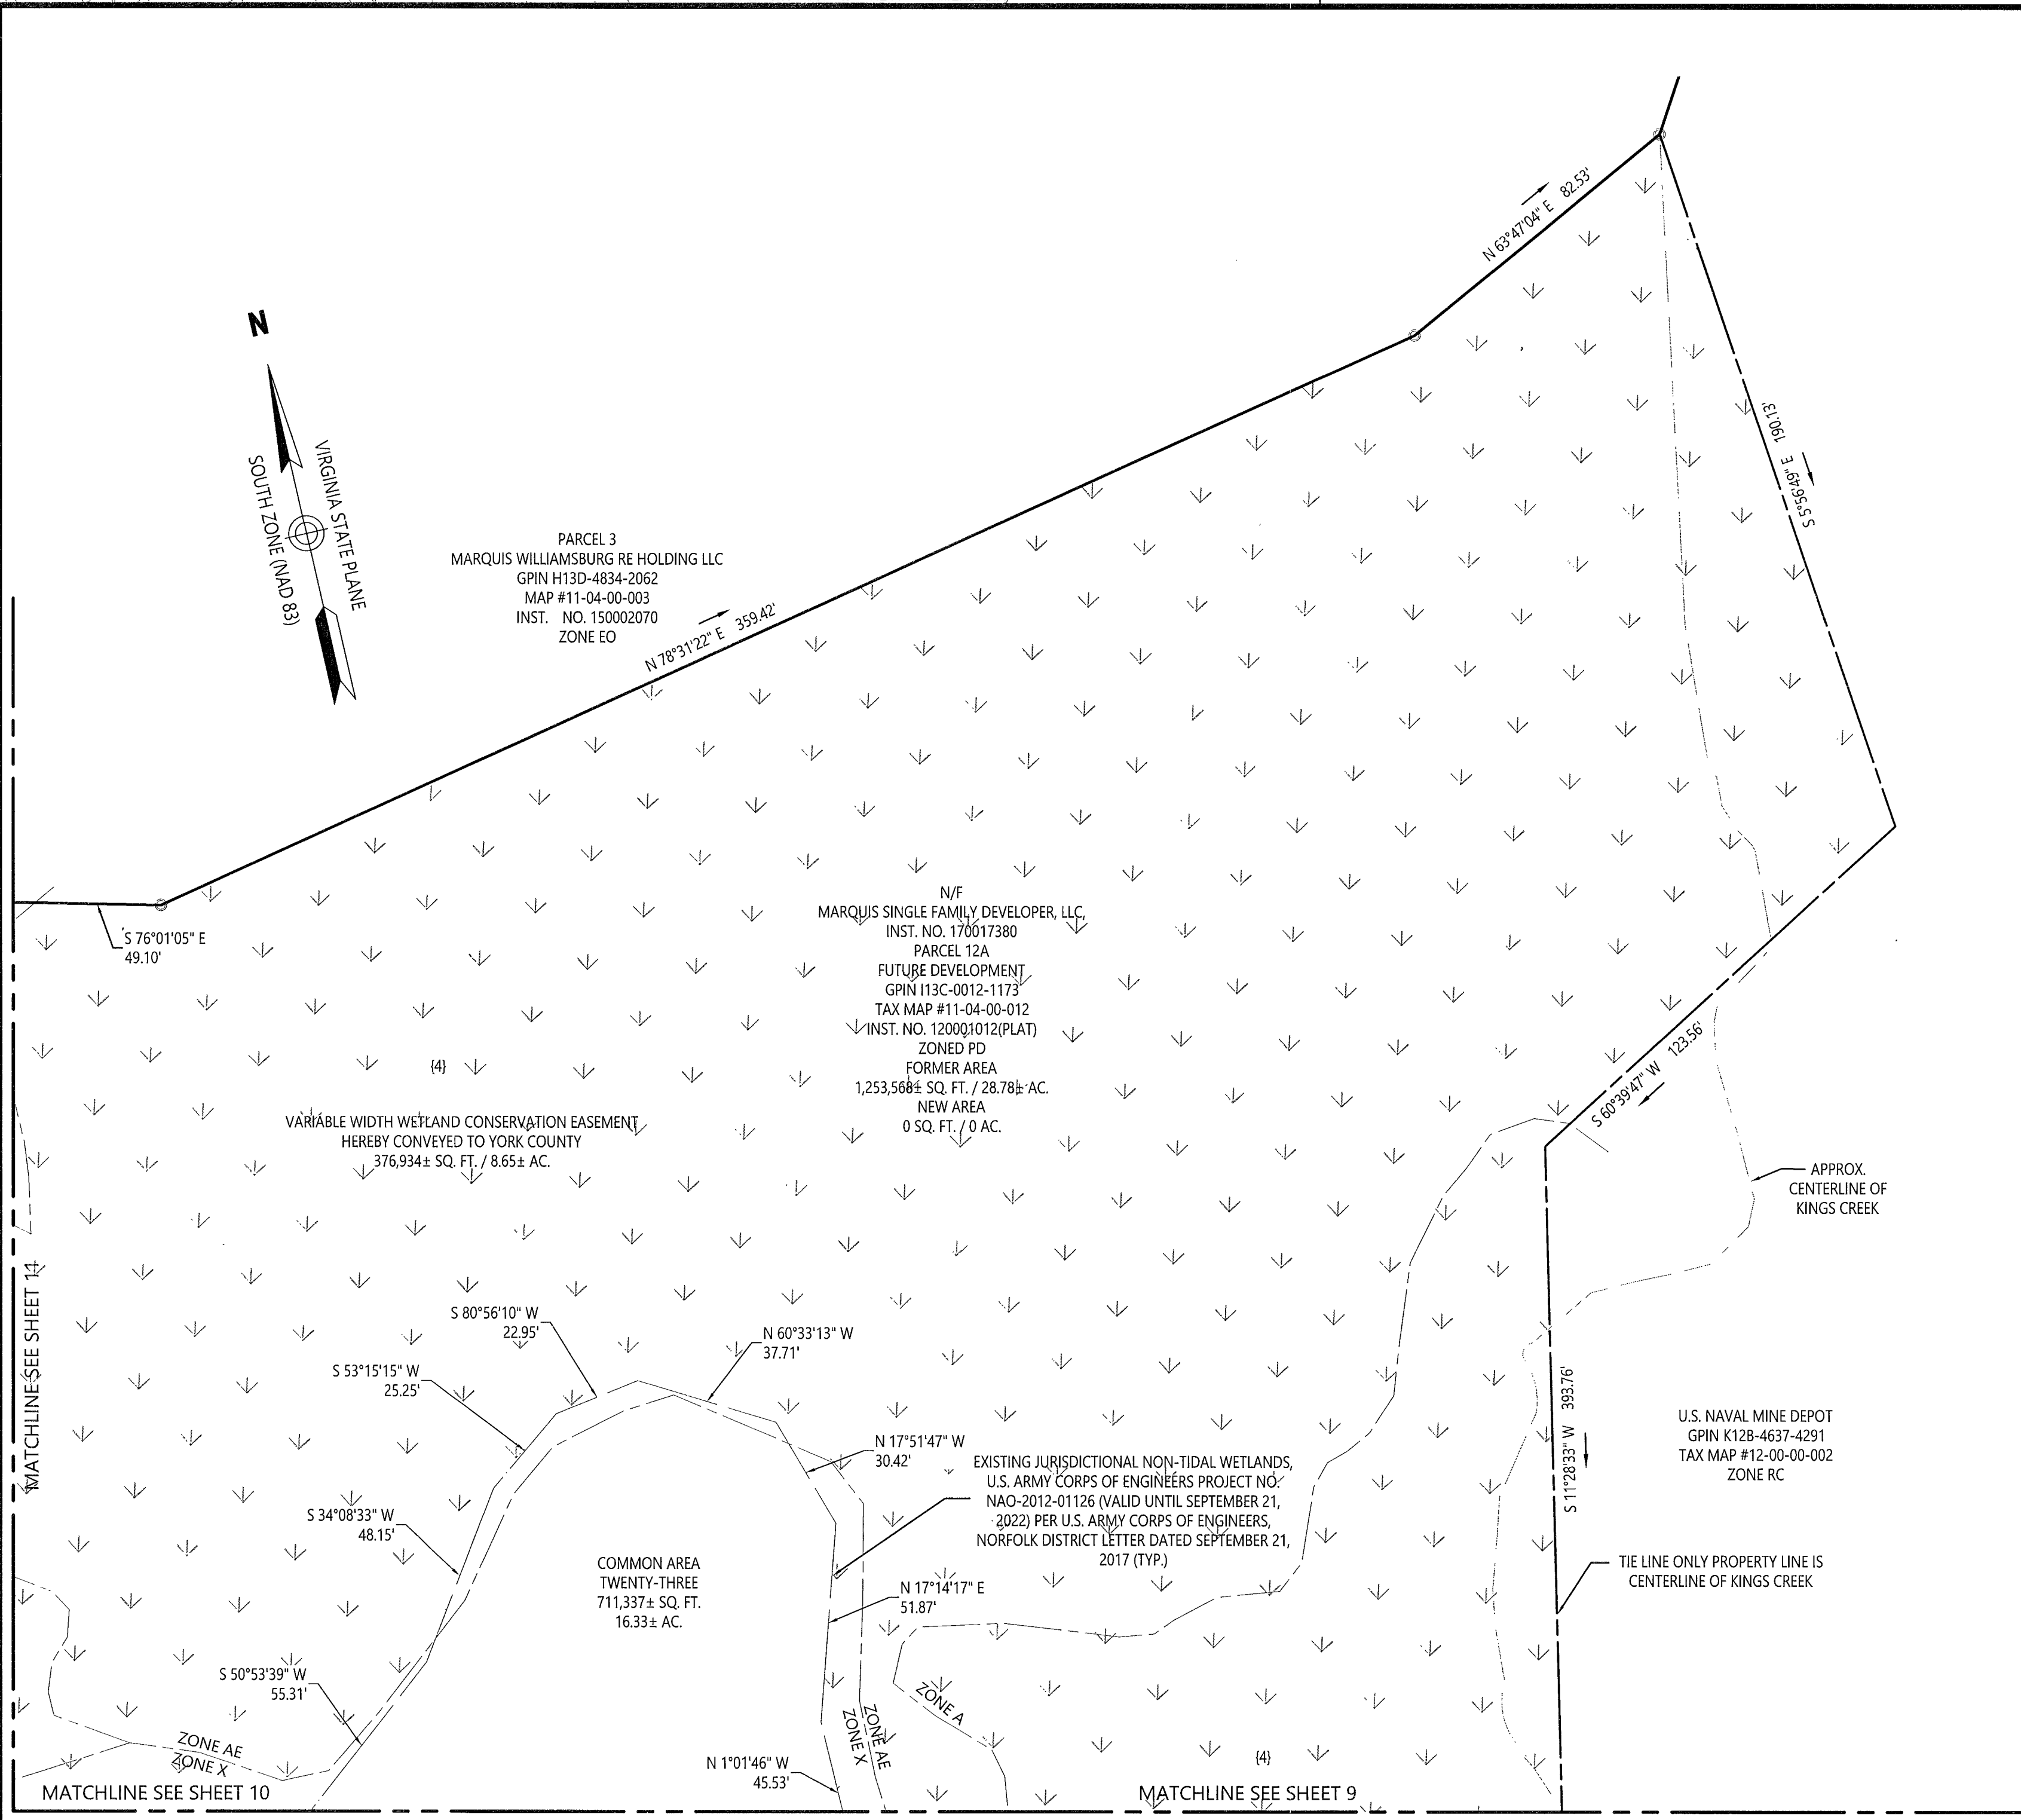 N 63°47'04" E 82.53'
N
VIRGINIA STATE PLANE
SOUTH ZONE (NAD 83)
S 5°56'49" E 190.13'
PARCEL 3
MARQUIS WILLIAMSBURG RE HOLDING LLC
GPIN H13D-4834-2062
MAP #11-04-00-003
INST. NO. 150002070
ZONE EO
N 78°31'22" E 359.42'
S 76°01'05" E
49.10'
N/F
MARQUIS SINGLE FAMILY DEVELOPER, LLC,
INST. NO. 170017380
PARCEL 12A
FUTURE DEVELOPMENT
GPIN I13C-0012-1173
TAX MAP #11-04-00-012
INST. NO. 120001012(PLAT)
ZONED PD
FORMER AREA
1,253,568± SQ. FT. / 28.78± AC.
NEW AREA
0 SQ. FT. / 0 AC.
{4}
VARIABLE WIDTH WETLAND CONSERVATION EASEMENT
HEREBY CONVEYED TO YORK COUNTY
376,934± SQ. FT. / 8.65± AC.
S 60°39'47" W 123.56'
APPROX.
CENTERLINE OF
KINGS CREEK
MATCHLINE SEE SHEET 11
S 80°56'10" W
22.95'
N 60°33'13" W
37.71'
S 53°15'15" W
25.25'
N 17°51'47" W
30.42'
S 11°28'33" W 393.76'
U.S. NAVAL MINE DEPOT
GPIN K12B-4637-4291
TAX MAP #12-00-00-002
ZONE RC
EXISTING JURISDICTIONAL NON-TIDAL WETLANDS,
U.S. ARMY CORPS OF ENGINEERS PROJECT NO.
NAO-2012-01126 (VALID UNTIL SEPTEMBER 21,
2022) PER U.S. ARMY CORPS OF ENGINEERS,
NORFOLK DISTRICT LETTER DATED SEPTEMBER 21,
2017 (TYP.)
S 34°08'33" W
48.15'
COMMON AREA
TWENTY-THREE
711,337± SQ. FT.
16.33± AC.
TIE LINE ONLY PROPERTY LINE IS
CENTERLINE OF KINGS CREEK
N 17°14'17" E
51.87'
S 50°53'39" W
55.31'
ZONE A
ZONE AE
ZONE X
ZONE AE
ZONE X
N 1°01'46" W
45.53'
{4}
MATCHLINE SEE SHEET 10
MATCHLINE SEE SHEET 9